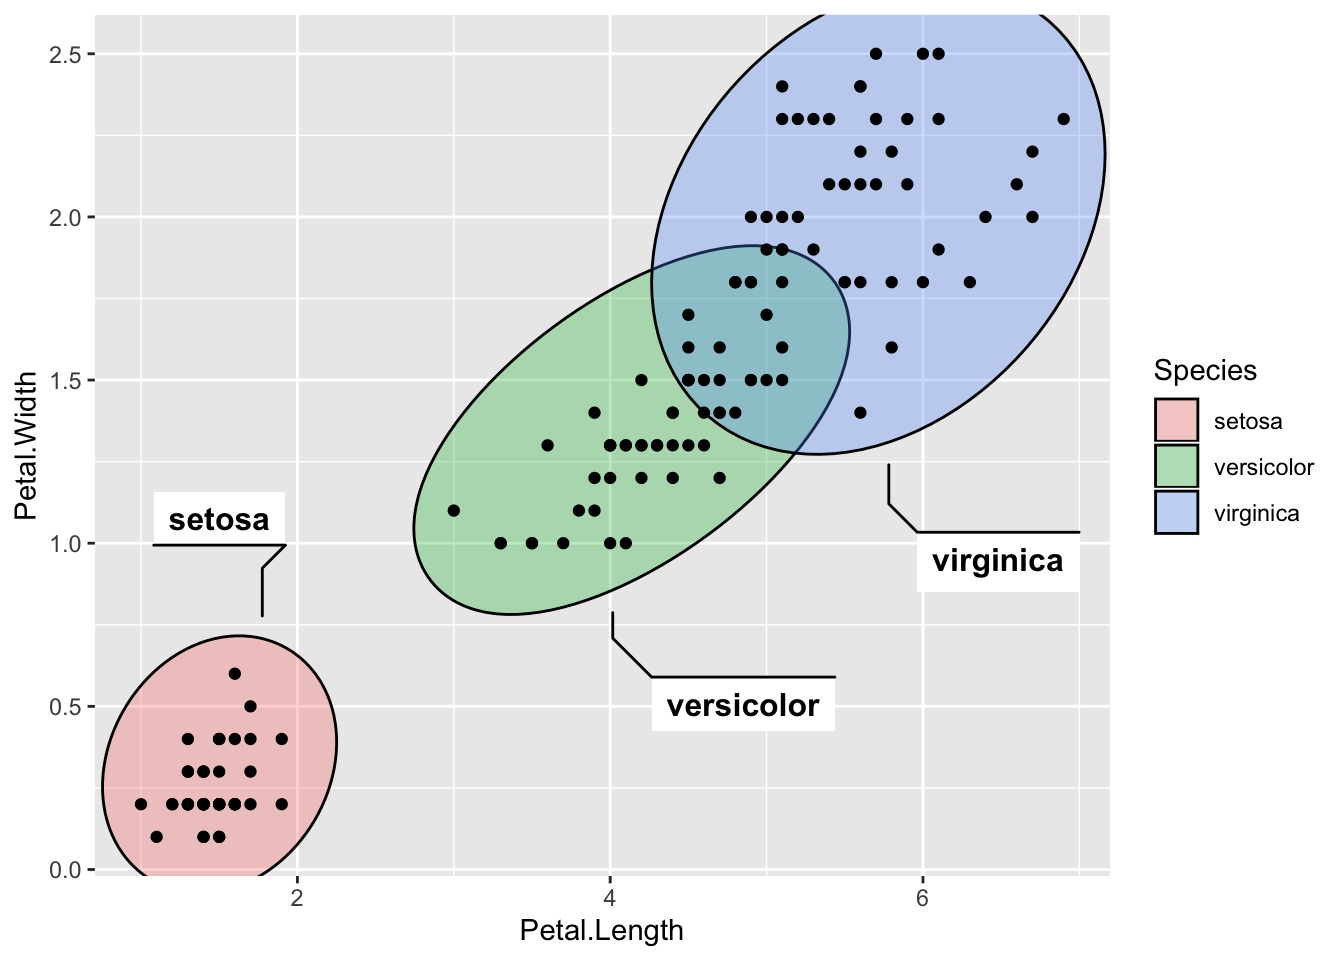 2.5
2.0
1.5
1.0
0.5
0.0
Petal.Width
setosa
versicolor
virginica
2
4
6
Petal.Length
Species
setosa
versicolor
virginica